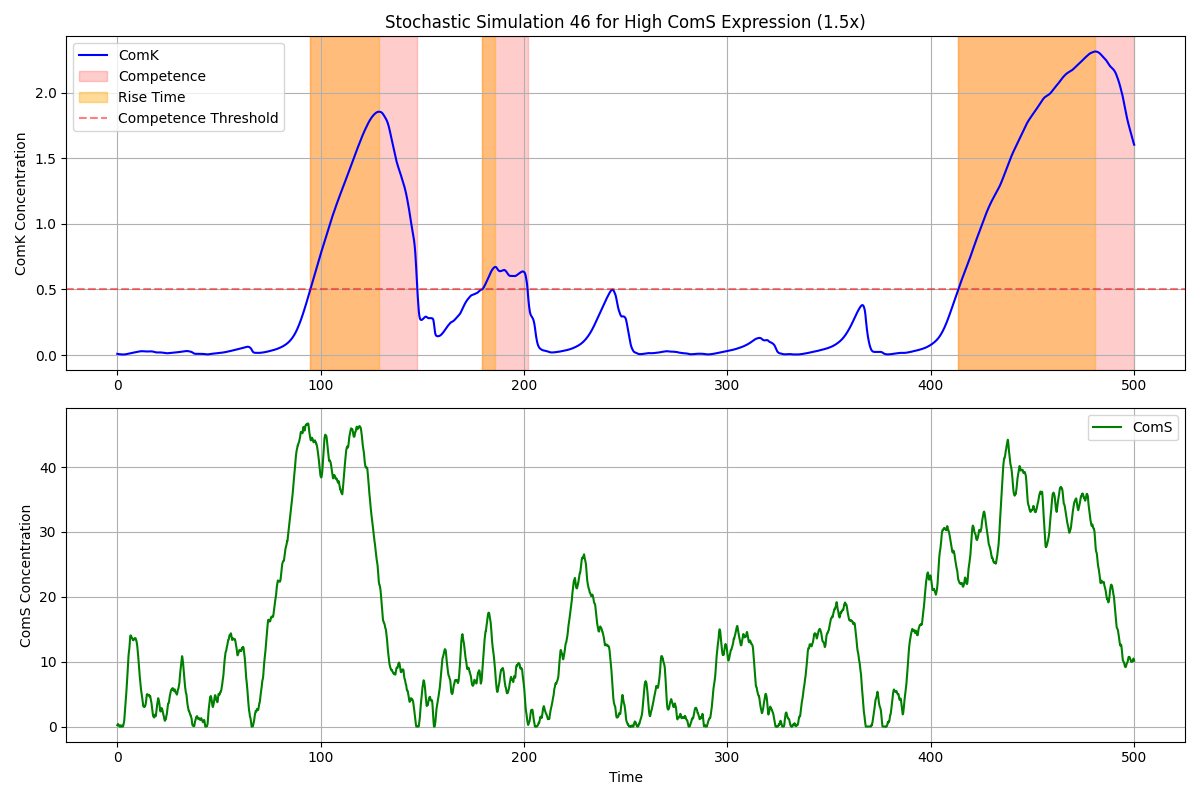 Stochastic Simulation 46 for High ComS Expression (1.5x)
ComK
Competence
Rise Time
Competence Threshold
ComK Concentration
2.0
1.5
1.0
0.5
0.0
0 100 200 300 400 500
ComS
ComS Concentration
40
30
20
10
0
0 100 200 300 400 500
Time